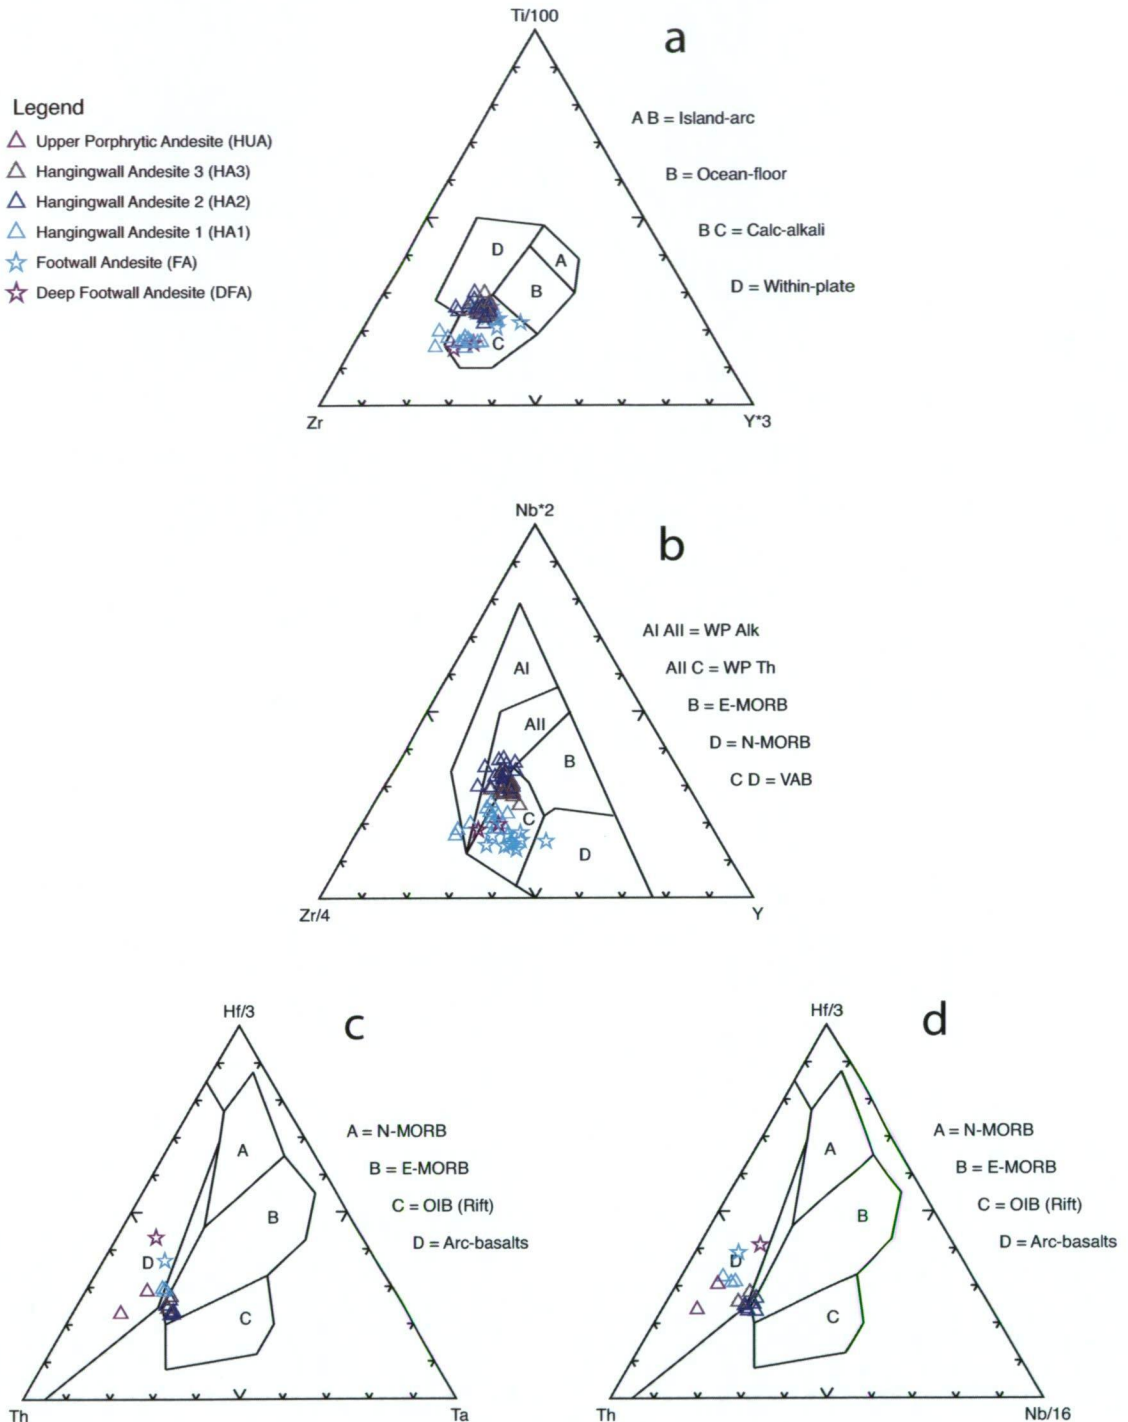 Ti/100
a
Legend
Upper Porphrytic Andesite (HUA)
Hangingwall Andesite 3 (HA3)
Hangingwall Andesite 2 (HA2)
Hangingwall Andesite 1 (HA1)
Footwall Andesite (FA)
Deep Footwall Andesite (DFA)
A B = Island-arc
B = Ocean-floor
B C = Calc-alkali
D = Within-plate
D
A
B
C
Zr
Y*3
Nb*2
b
AI AII = WP Alk
AII C = WP Th
B = E-MORB
D = N-MORB
C D = VAB
AI
AII
B
C
D
Zr/4
Y
Hf/3
c
A = N-MORB
B = E-MORB
C = OIB (Rift)
D = Arc-basalts
A
B
D
C
Th
Ta
Hf/3
d
A = N-MORB
B = E-MORB
C = OIB (Rift)
D = Arc-basalts
A
B
D
C
Th
Nb/16